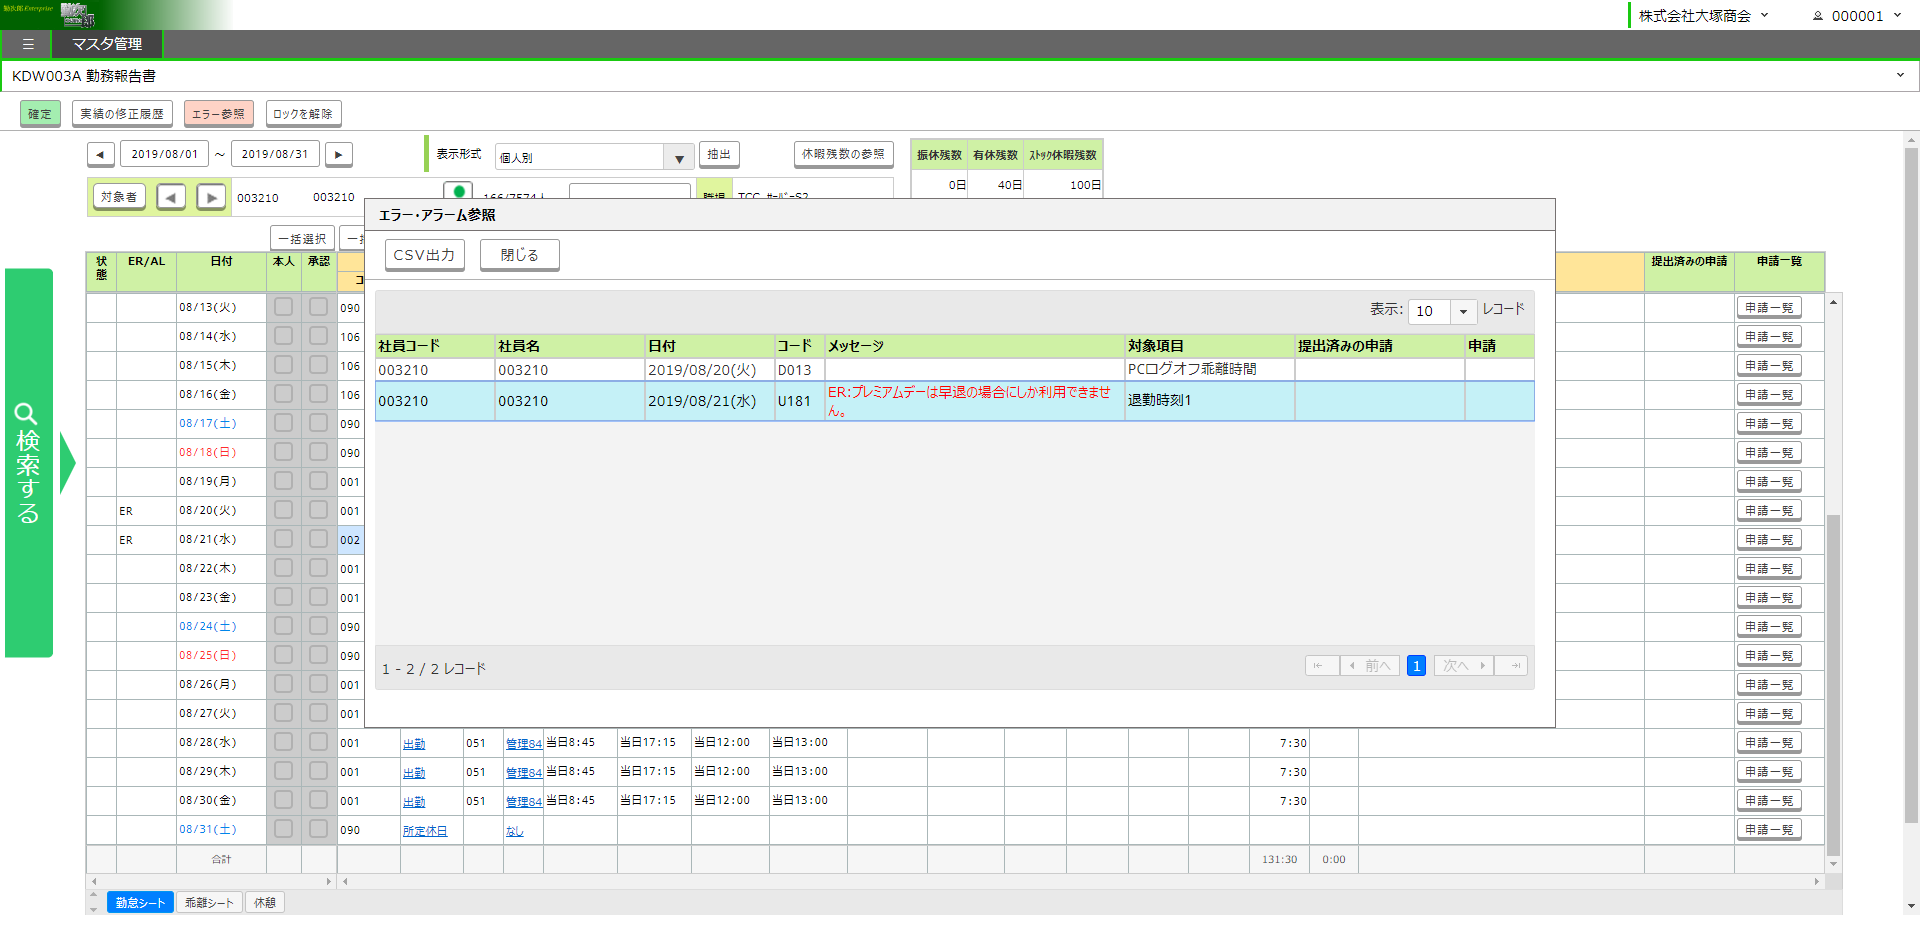 勤次郎Enterprise
株式会社大塚商会 000001
☰ マスタ管理
KDW003A 勤務報告書
確定 実績の修正履歴 エラー参照 ロックを解除
◀ 2019/08/01 ～ 2019/08/31 ▶ 表示形式 個人別 ▼ 抽出 休暇残数の参照 振休残数 有休残数 ストック休暇残数
0日 40日 100日
対象者 ◀ ▶ 003210 003210
一括選択
エラー・アラーム参照
CSV出力 閉じる
表示: 10 レコード
社員コード 社員名 日付 コード メッセージ 対象項目 提出済みの申請 申請
003210 003210 2019/08/20(火) D013 PCログオフ乖離時間
003210 003210 2019/08/21(水) U181 ER:プレミアムデーは早退の場合にしか利用できませ 退勤時刻1
ん。
1 - 2 / 2 レコード 前へ 1 次へ
検索する
状態 ER/AL 日付 本人 承認 提出済みの申請 申請一覧
08/13(火) 090 申請一覧
08/14(水) 106 申請一覧
08/15(木) 106 申請一覧
08/16(金) 106 申請一覧
08/17(土) 090 申請一覧
08/18(日) 090 申請一覧
08/19(月) 001 申請一覧
ER 08/20(火) 001 申請一覧
ER 08/21(水) 002 申請一覧
08/22(木) 001 申請一覧
08/23(金) 001 申請一覧
08/24(土) 090 申請一覧
08/25(日) 090 申請一覧
08/26(月) 001 申請一覧
08/27(火) 001 申請一覧
08/28(水) 001 出勤 051 管理84 当日8:45 当日17:15 当日12:00 当日13:00 7:30 申請一覧
08/29(木) 001 出勤 051 管理84 当日8:45 当日17:15 当日12:00 当日13:00 7:30 申請一覧
08/30(金) 001 出勤 051 管理84 当日8:45 当日17:15 当日12:00 当日13:00 7:30 申請一覧
08/31(土) 090 所定休日 なし 申請一覧
合計 131:30 0:00
勤怠シート 乖離シート 休憩